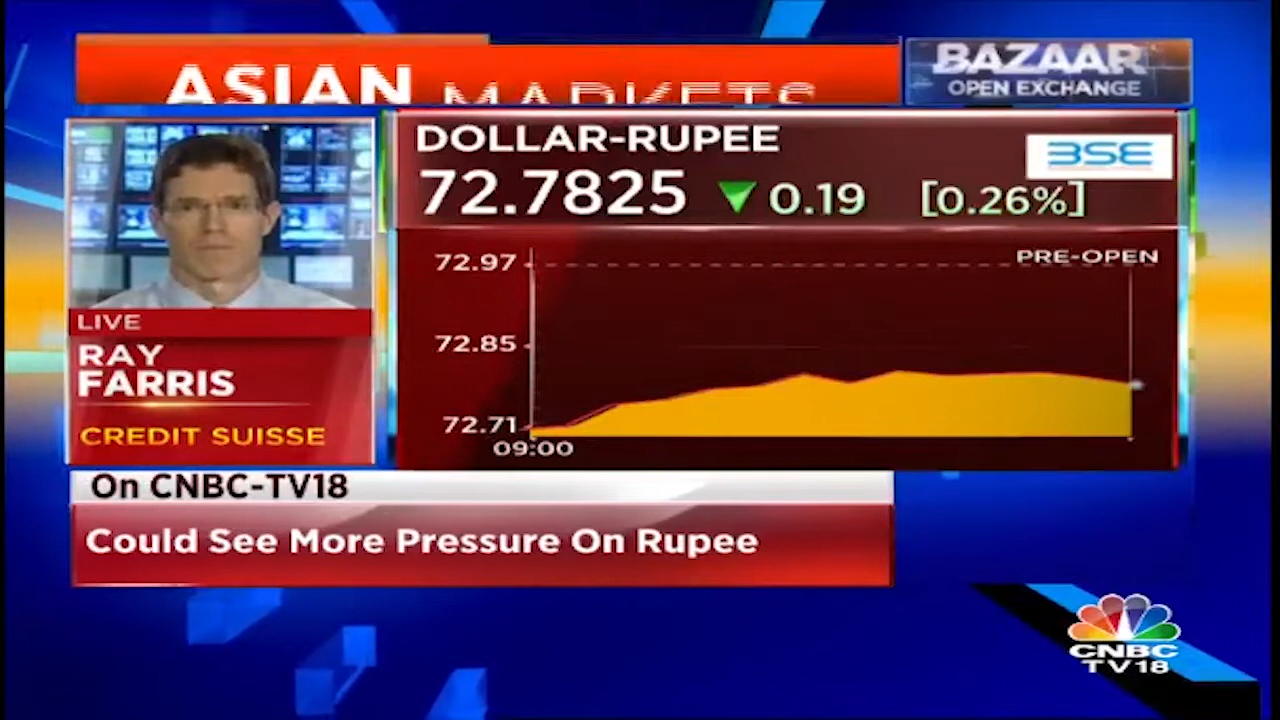 ASIAN MARKETS
BAZAAR
OPEN EXCHANGE
DOLLAR-RUPEE
BSE
72.7825 ▼ 0.19 [0.26%]
PRE-OPEN
72.97
72.85
72.71
09:00
LIVE
RAY
FARRIS
CREDIT SUISSE
On CNBC-TV18
Could See More Pressure On Rupee
CNBC
TV18